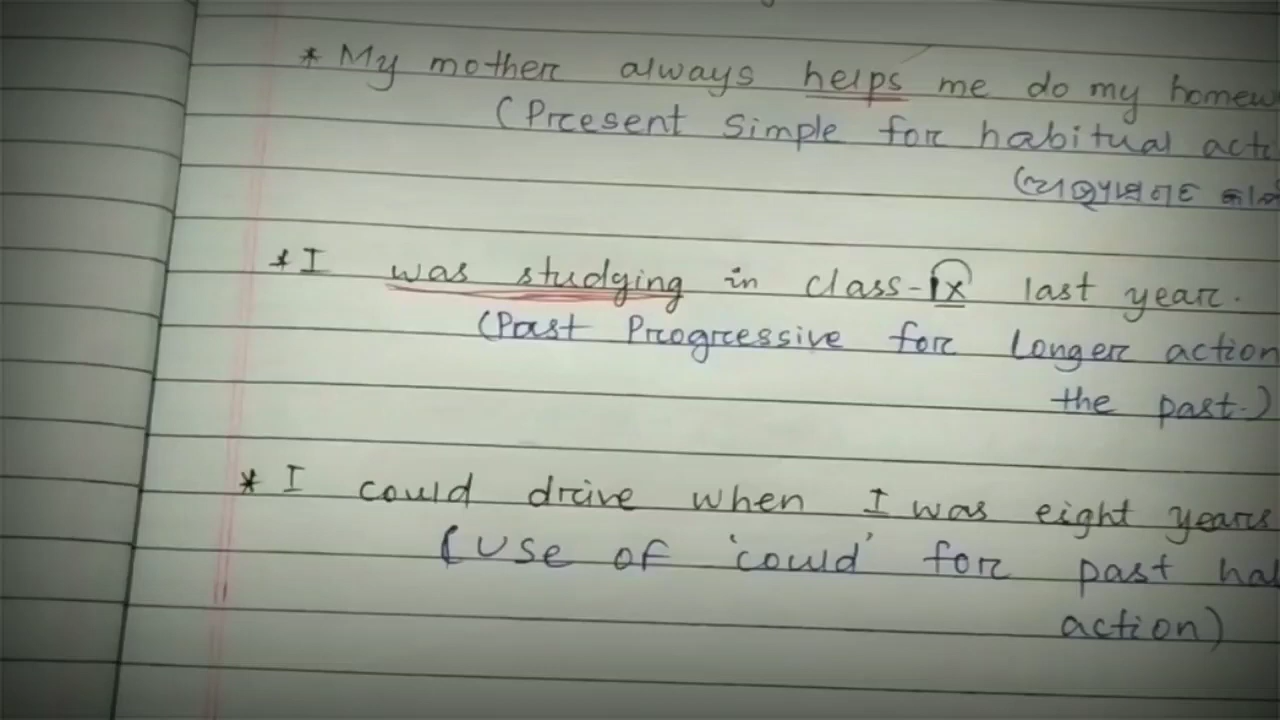 * My mother always helps me do my homew
(Present Simple for habitual acti
* I was studying in class-IX last year.
(Past Progressive for Longer action
the past.)
* I could drive when I was eight years
(Use of 'could' for past ha
action)